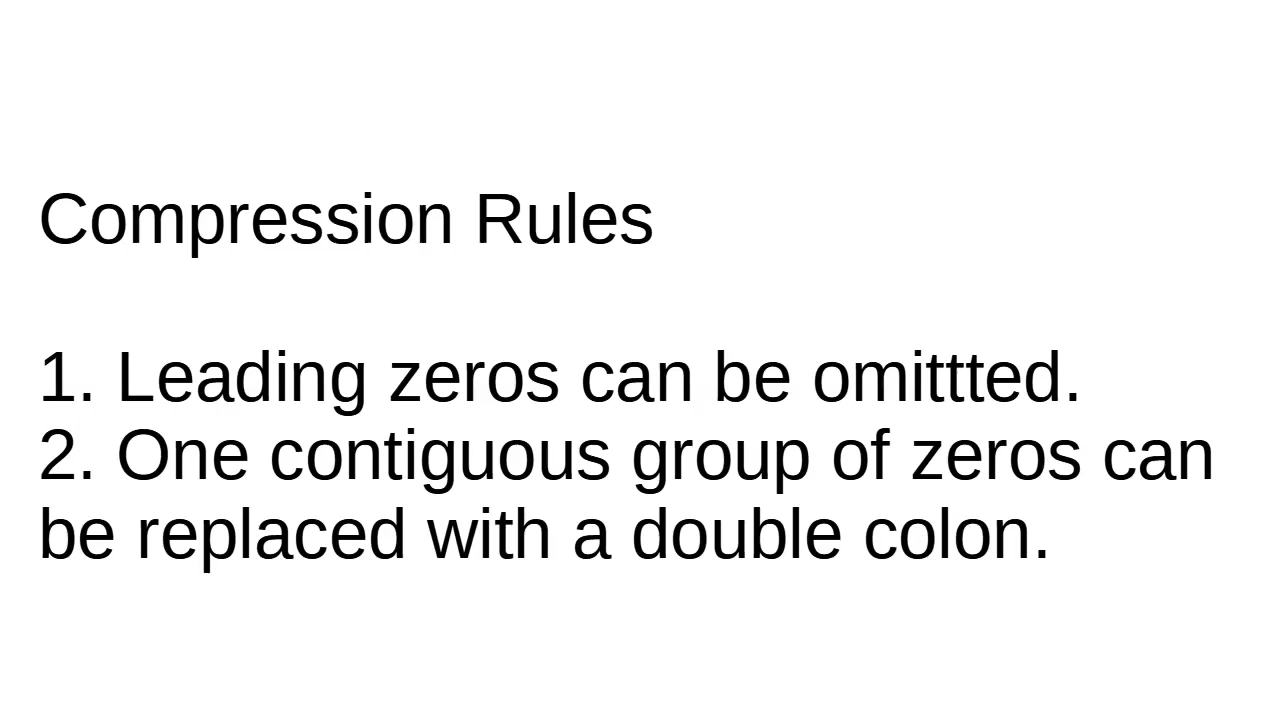 Compression Rules
1. Leading zeros can be omittted.
2. One contiguous group of zeros can
be replaced with a double colon.